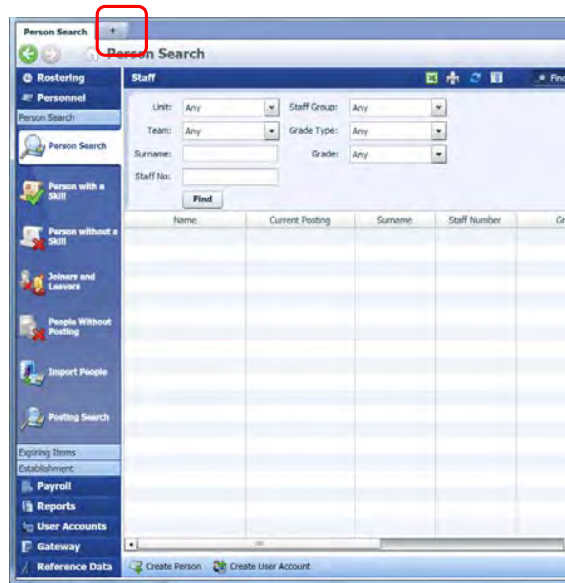 Person Search +
Person Search
Rostering
Personnel
Person Search
Person Search
Person with a
Skill
Person without a
Skill
Joiners and
Leavers
People Without
Posting
Import People
Posting Search
Expiring Items
Establishment
Payroll
Reports
User Accounts
Gateway
Reference Data
Staff
Find
Unit: Any Staff Group: Any
Team: Any Grade Type: Any
Surname: Grade: Any
Staff No:
Find
Name Current Posting Surname Staff Number Gr
Create Person Create User Account